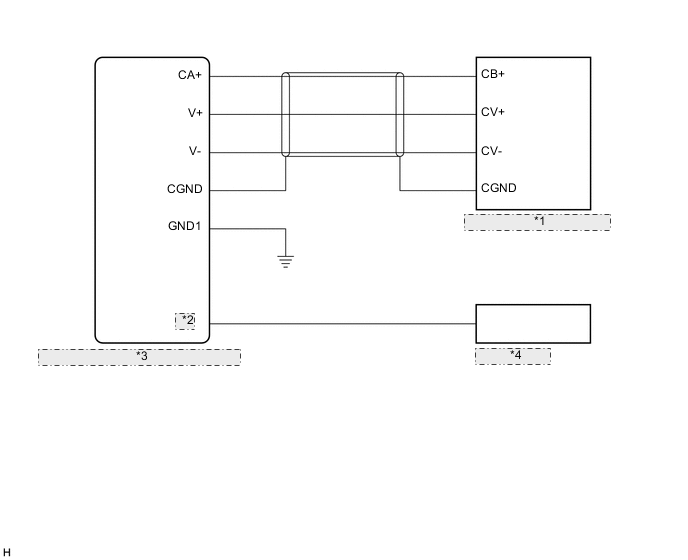 CA+ CB+
V+ CV+
V- CV-
CGND CGND
*1
GND1
*2
*3 *4
H